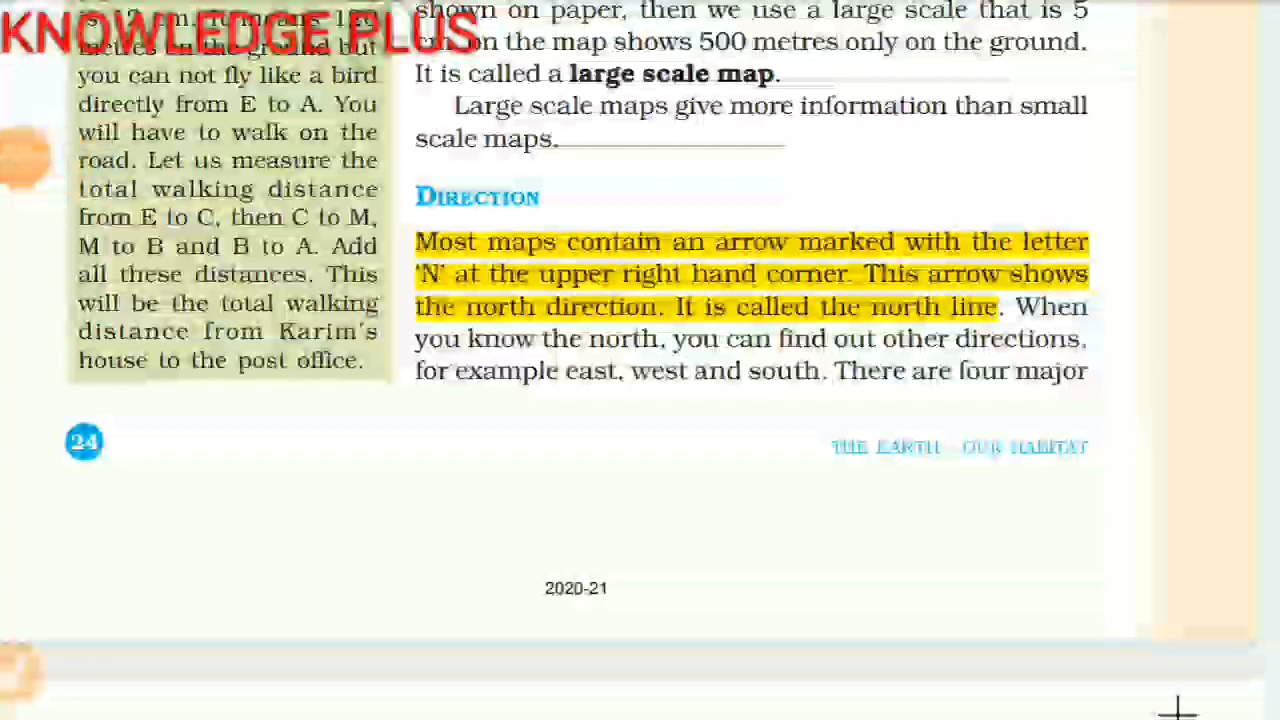 KNOWLEDGE PLUS
you can not fly like a bird
directly from E to A. You
will have to walk on the
road. Let us measure the
total walking distance
from E to C, then C to M,
M to B and B to A. Add
all these distances. This
will be the total walking
distance from Karim's
house to the post office.
shown on paper, then we use a large scale that is 5
on the map shows 500 metres only on the ground.
It is called a large scale map.
Large scale maps give more information than small
scale maps.
DIRECTION
Most maps contain an arrow marked with the letter
'N' at the upper right hand corner. This arrow shows
the north direction. It is called the north line. When
you know the north, you can find out other directions,
for example east, west and south. There are four major
24
THE EARTH OUR HABITAT
2020-21